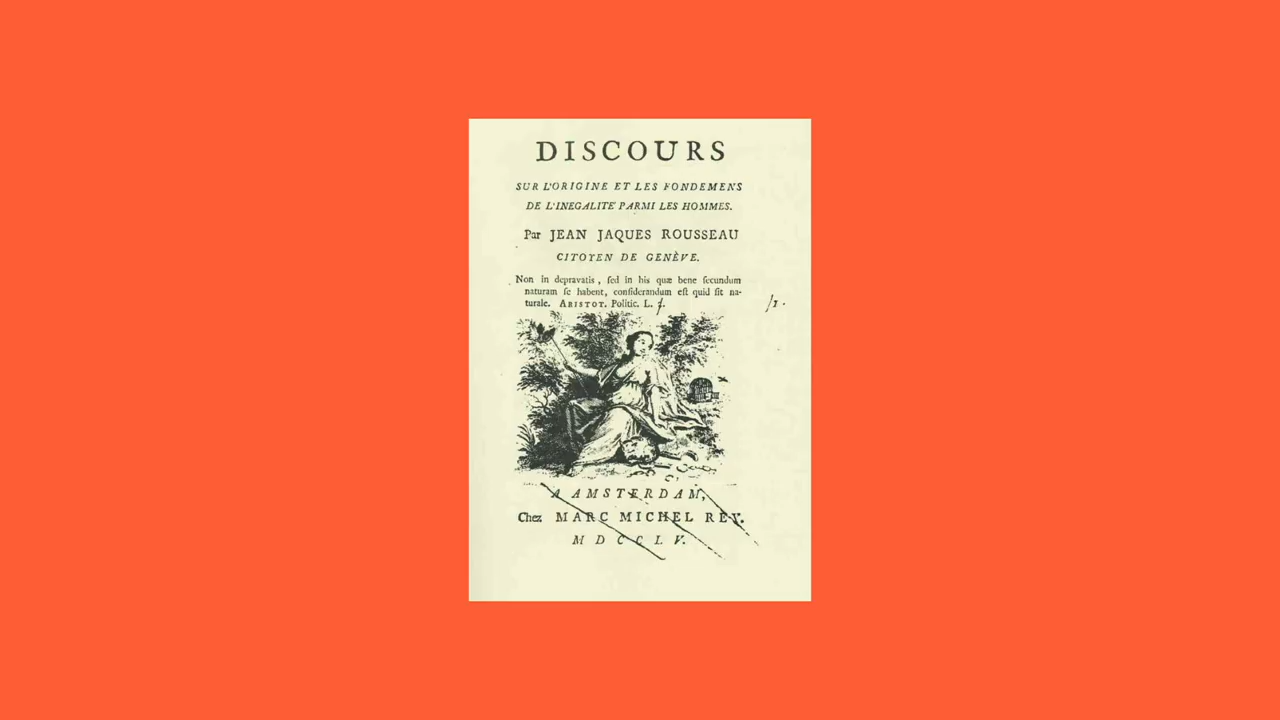 DISCOURS
SUR L'ORIGINE ET LES FONDEMENS
DE L'INEGALITE PARMI LES HOMMES.
Par JEAN JAQUES ROUSSEAU
CITOYEN DE GENÈVE.
Non in depravatis, ſed in his quæ bene ſecundum
naturam ſe habent, conſiderandum eſt quid ſit na-
turale. ARISTOT. Politic. L.
A AMSTERDAM,
Chez MARC MICHEL REY.
MDCCLV.